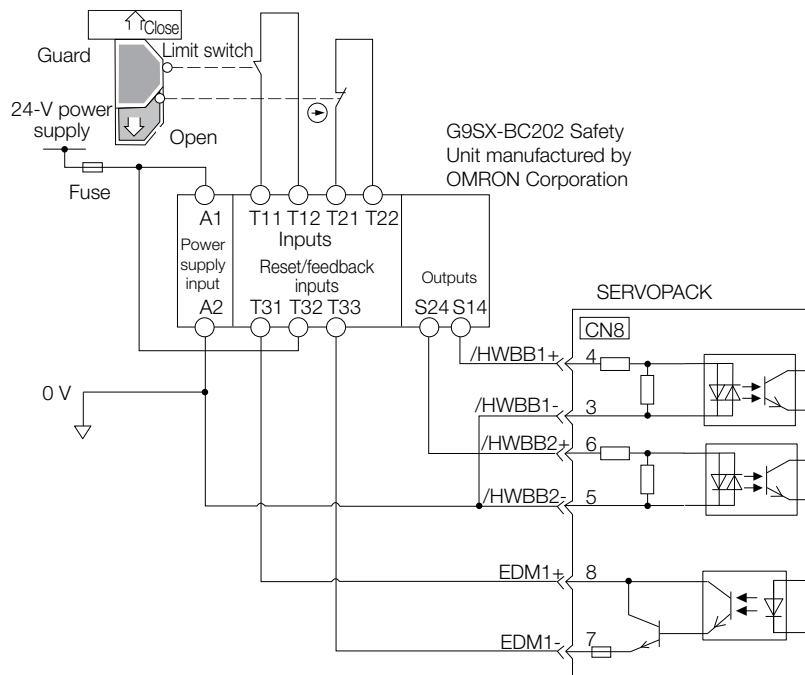 Close
Guard
Limit switch
24-V power
supply
Open
Fuse
G9SX-BC202 Safety
Unit manufactured by
OMRON Corporation
A1
T11
T12
T21
T22
Power
supply
input
Inputs
Reset/feedback
inputs
Outputs
A2
T31
T32
T33
S24
S14
SERVOPACK
CN8
/HWBB1+
4
0 V
/HWBB1-
3
/HWBB2+
6
/HWBB2-
5
EDM1+
8
EDM1-
7